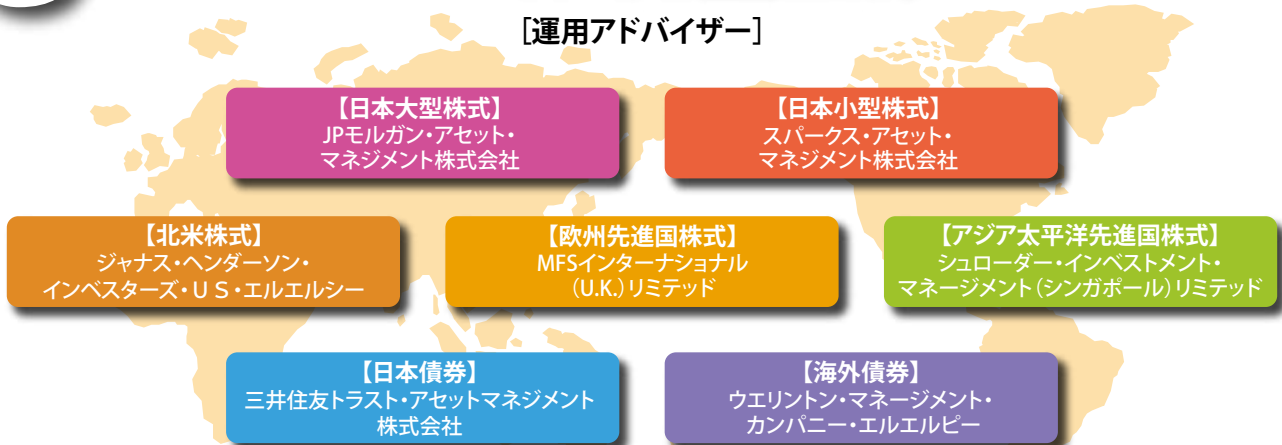 [運用アドバイザー]
【日本大型株式】
JPモルガン・アセット・
マネジメント株式会社
【日本小型株式】
スパークス・アセット・
マネジメント株式会社
【北米株式】
ジャナス・ヘンダーソン・
インベスターズ・ＵＳ・エルエルシー
【欧州先進国株式】
MFSインターナショナル
(U.K.)リミテッド
【アジア太平洋先進国株式】
シュローダー・インベストメント・
マネージメント(シンガポール)リミテッド
【日本債券】
三井住友トラスト・アセットマネジメント
株式会社
【海外債券】
ウエリントン・マネージメント・
カンパニー・エルエルピー